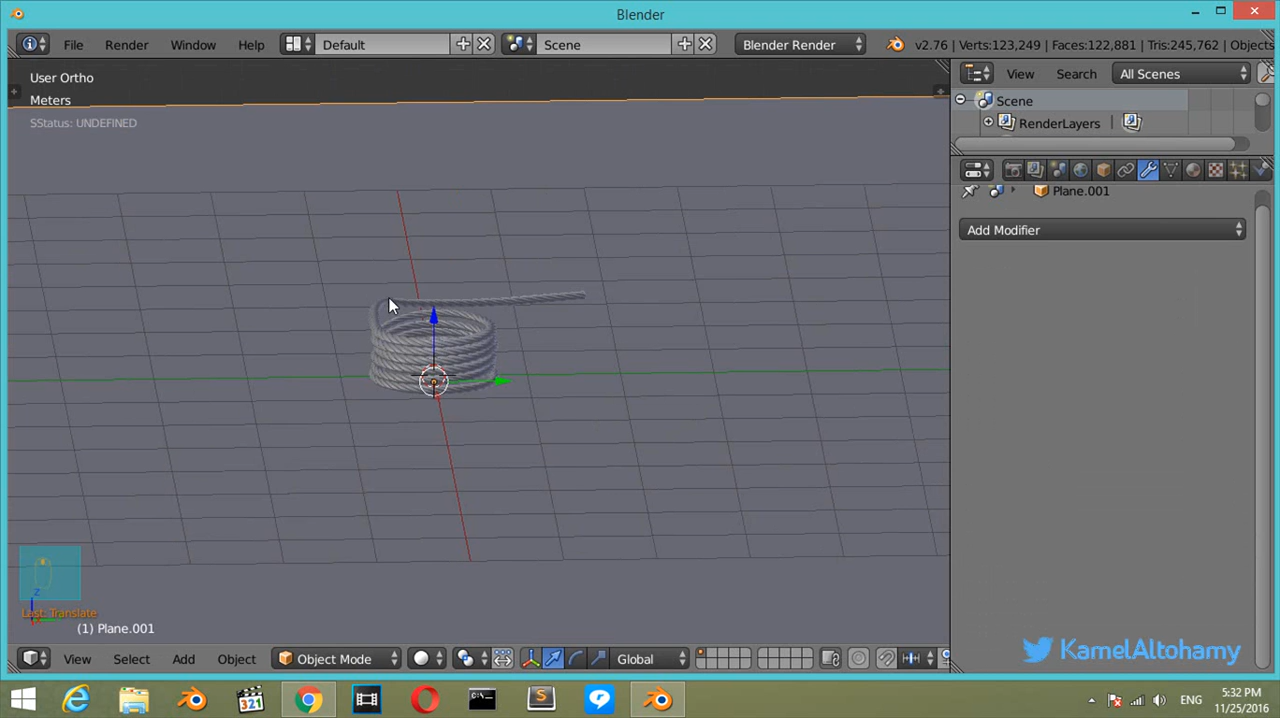 Blender
File Render Window Help Default Scene Blender Render v2.76 | Verts:123,249 | Faces:122,881 | Tris:245,762 | Objects
User Ortho
Meters
SStatus: UNDEFINED
View Search All Scenes
Scene
RenderLayers
Plane.001
Add Modifier
Z
Last: Translate
(1) Plane.001
KamelAltohamy
View Select Add Object Object Mode Global
321
ENG
5:32 PM
11/25/2016